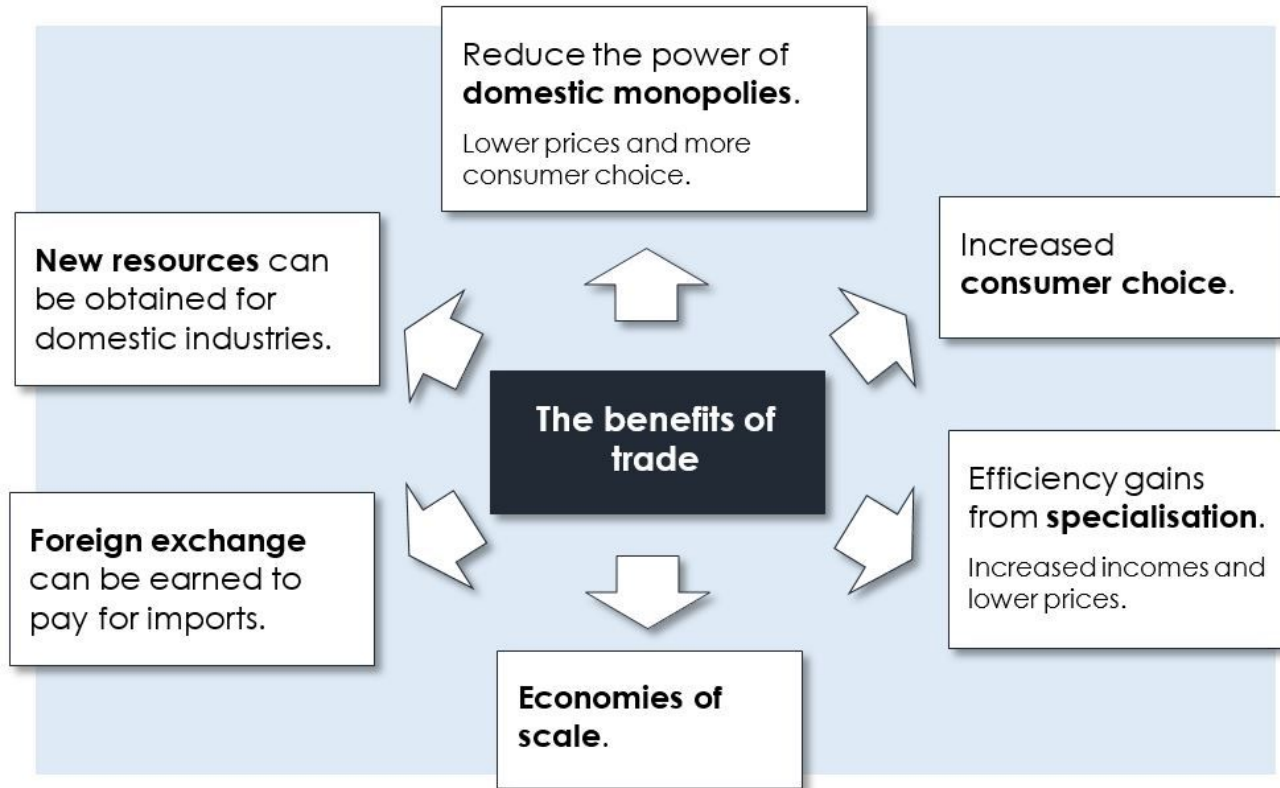 Reduce the power of
domestic monopolies.
Lower prices and more
consumer choice.
New resources can
be obtained for
domestic industries.
Increased
consumer choice.
The benefits of
trade
Foreign exchange
can be earned to
pay for imports.
Efficiency gains
from specialisation.
Increased incomes and
lower prices.
Economies of
scale.